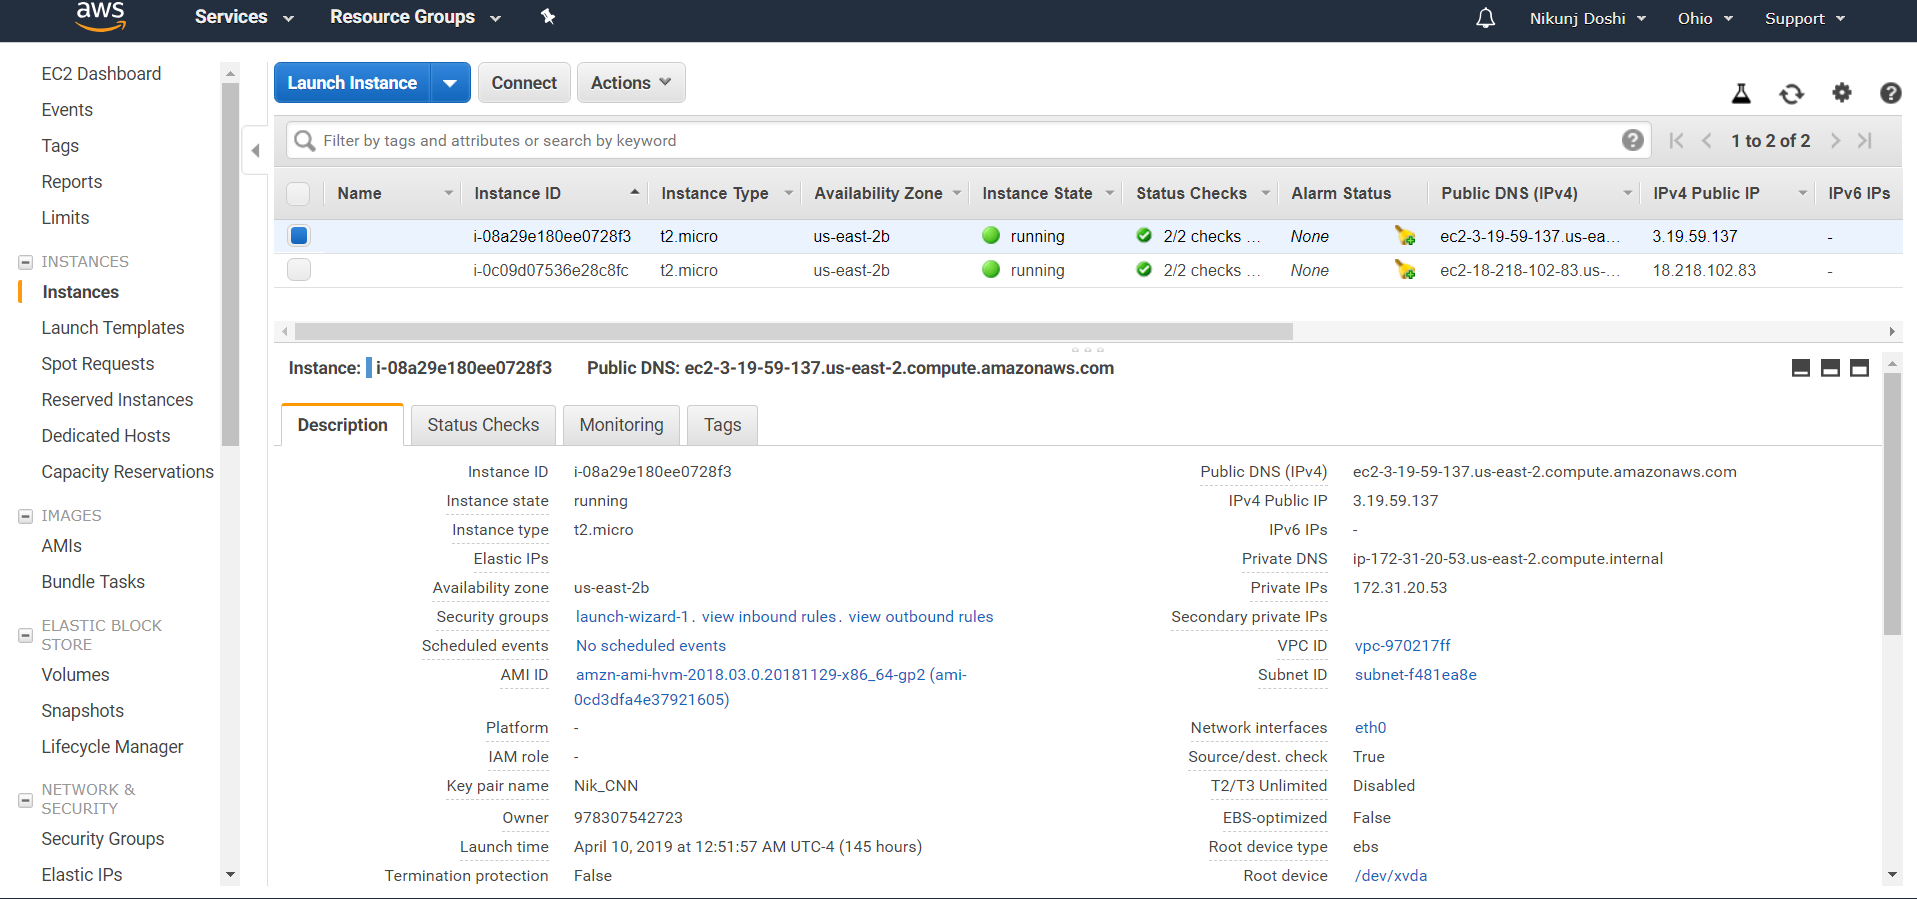 aws Services Resource Groups Nikunj Doshi Ohio Support
EC2 Dashboard
Events
Tags
Reports
Limits
INSTANCES
Instances
Launch Templates
Spot Requests
Reserved Instances
Dedicated Hosts
Capacity Reservations
IMAGES
AMIs
Bundle Tasks
ELASTIC BLOCK
STORE
Volumes
Snapshots
Lifecycle Manager
NETWORK &
SECURITY
Security Groups
Elastic IPs
Launch Instance Connect Actions
Filter by tags and attributes or search by keyword 1 to 2 of 2
Name Instance ID Instance Type Availability Zone Instance State Status Checks Alarm Status Public DNS (IPv4) IPv4 Public IP IPv6 IPs
i-08a29e180ee0728f3 t2.micro us-east-2b running 2/2 checks ... None ec2-3-19-59-137.us-ea... 3.19.59.137 -
i-0c09d07536e28c8fc t2.micro us-east-2b running 2/2 checks ... None ec2-18-218-102-83.us-... 18.218.102.83 -
Instance: i-08a29e180ee0728f3 Public DNS: ec2-3-19-59-137.us-east-2.compute.amazonaws.com
Description Status Checks Monitoring Tags
Instance ID i-08a29e180ee0728f3
Instance state running
Instance type t2.micro
Elastic IPs
Availability zone us-east-2b
Security groups launch-wizard-1. view inbound rules. view outbound rules
Scheduled events No scheduled events
AMI ID amzn-ami-hvm-2018.03.0.20181129-x86_64-gp2 (ami-
0cd3dfa4e37921605)
Platform -
IAM role -
Key pair name Nik_CNN
Owner 978307542723
Launch time April 10, 2019 at 12:51:57 AM UTC-4 (145 hours)
Termination protection False
Public DNS (IPv4) ec2-3-19-59-137.us-east-2.compute.amazonaws.com
IPv4 Public IP 3.19.59.137
IPv6 IPs -
Private DNS ip-172-31-20-53.us-east-2.compute.internal
Private IPs 172.31.20.53
Secondary private IPs
VPC ID vpc-970217ff
Subnet ID subnet-f481ea8e
Network interfaces eth0
Source/dest. check True
T2/T3 Unlimited Disabled
EBS-optimized False
Root device type ebs
Root device /dev/xvda